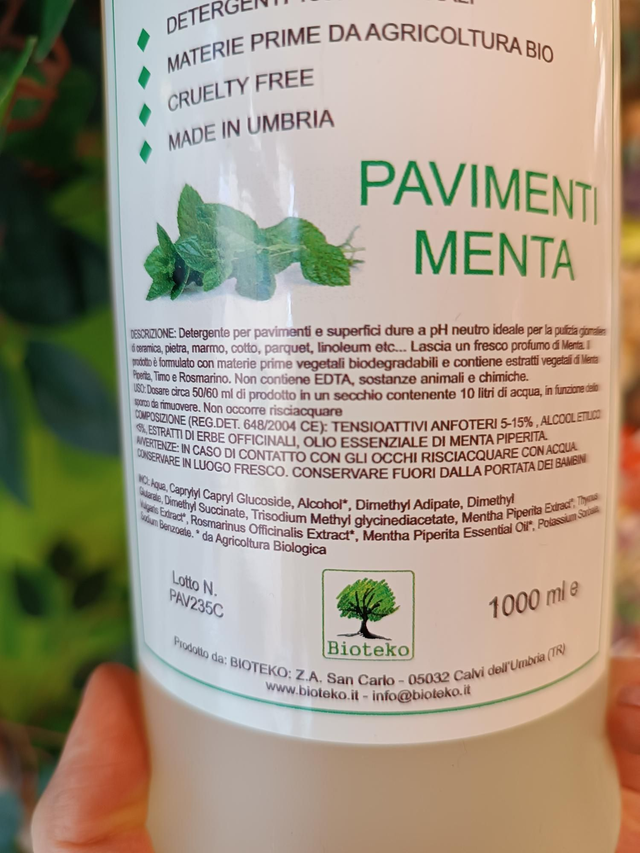 DETERGENTI
MATERIE PRIME DA AGRICOLTURA BIO
CRUELTY FREE
MADE IN UMBRIA
PAVIMENTI
MENTA
DESCRIZIONE: Detergente per pavimenti e superfici dure a pH neutro ideale per la pulizia giornaliera
di ceramica, pietra, marmo, cotto, parquet, linoleum etc... Lascia un fresco profumo di Menta. Il
prodotto é formulato con materie prime vegetali biodegradabili e contiene estratti vegetali di Menta
Piperita, Timo e Rosmarino. Non contiene EDTA, sostanze animali e chimiche.
USO: Dosare circa 50/60 ml di prodotto in un secchio contenente 10 litri di acqua, in funzione dello
sporco da rimuovere. Non occorre risciacquare
COMPOSIZIONE (REG.DET. 648/2004 CE): TENSIOATTIVI ANFOTERI 5-15% , ALCOOL ETILICO
<5%, ESTRATTI DI ERBE OFFICINALI, OLIO ESSENZIALE DI MENTA PIPERITA.
AVVERTENZE: IN CASO DI CONTATTO CON GLI OCCHI RISCIACQUARE CON ACQUA.
CONSERVARE IN LUOGO FRESCO. CONSERVARE FUORI DALLA PORTATA DEI BAMBINI
INCI: Aqua, Caprylyl Capryl Glucoside, Alcohol*, Dimethyl Adipate, Dimethyl
Glutarate, Dimethyl Succinate, Trisodium Methyl glycinediacetate, Mentha Piperita Extract*, Thymus
Vulgaris Extract*, Rosmarinus Officinalis Extract*, Mentha Piperita Essential Oil*, Potassium Sorbate,
Sodium Benzoate. * da Agricoltura Biologica
Lotto N.
PAV235C
Bioteko
1000 ml e
Prodotto da: BIOTEKO: Z.A. San Carlo - 05032 Calvi dell'Umbria (TR)
www.bioteko.it - info@bioteko.it